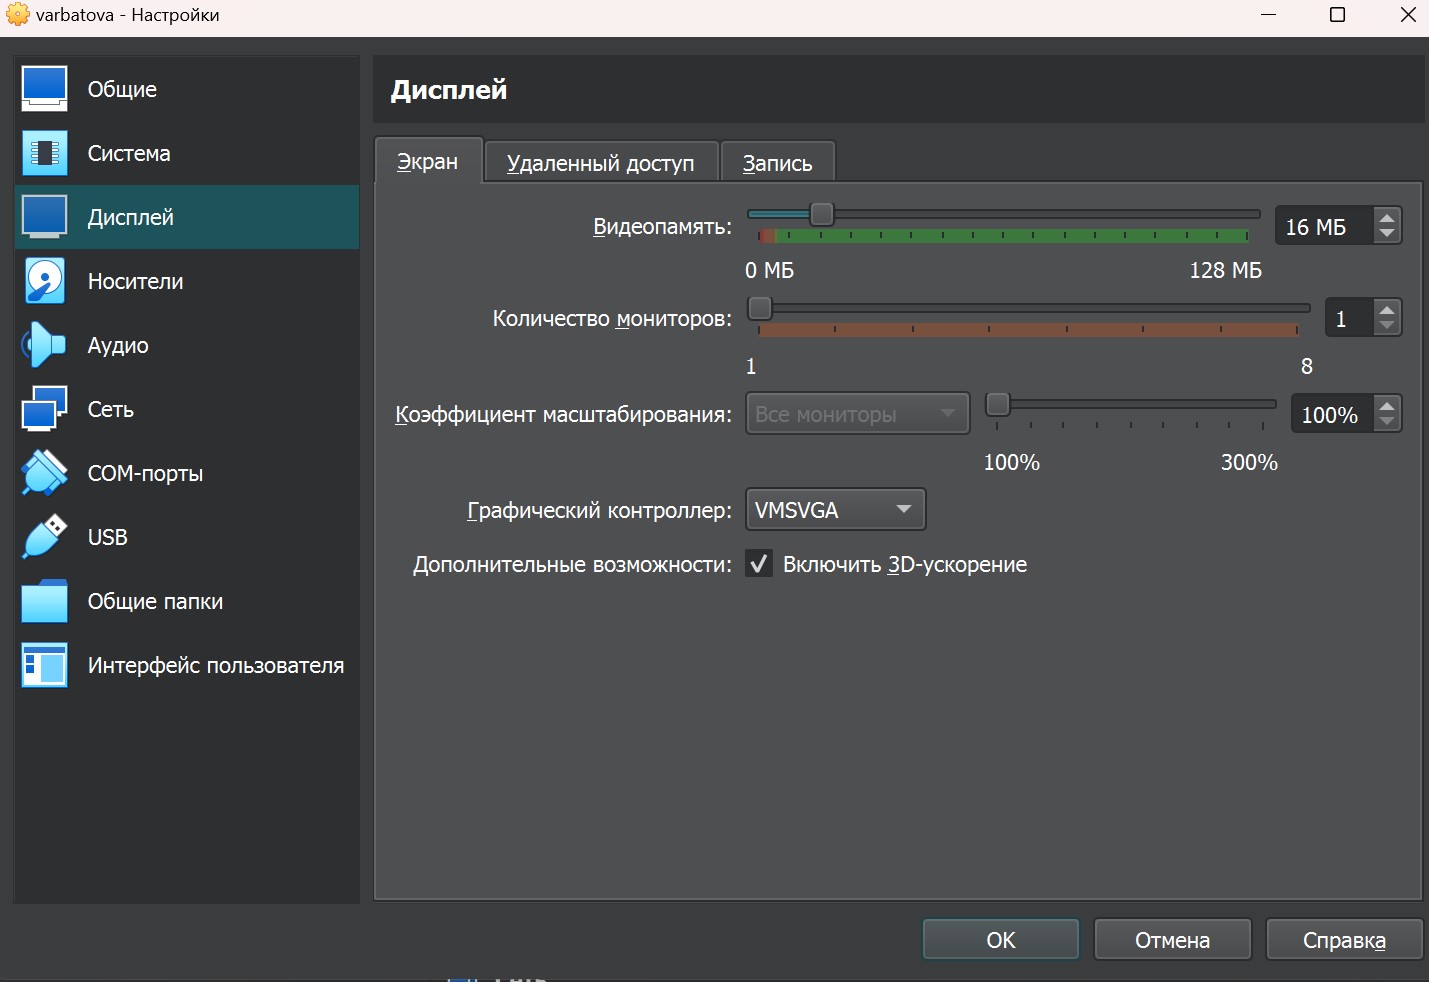 varbatova - Настройки
Общие
Система
Дисплей
Носители
Аудио
Сеть
COM-порты
USB
Общие папки
Интерфейс пользователя
Дисплей
Экран
Удаленный доступ
Запись
Видеопамять:
16 МБ
0 МБ
128 МБ
Количество мониторов:
1
1
8
Коэффициент масштабирования:
Все мониторы
100%
100%
300%
Графический контроллер:
VMSVGA
Дополнительные возможности:
Включить 3D-ускорение
OK
Отмена
Справка